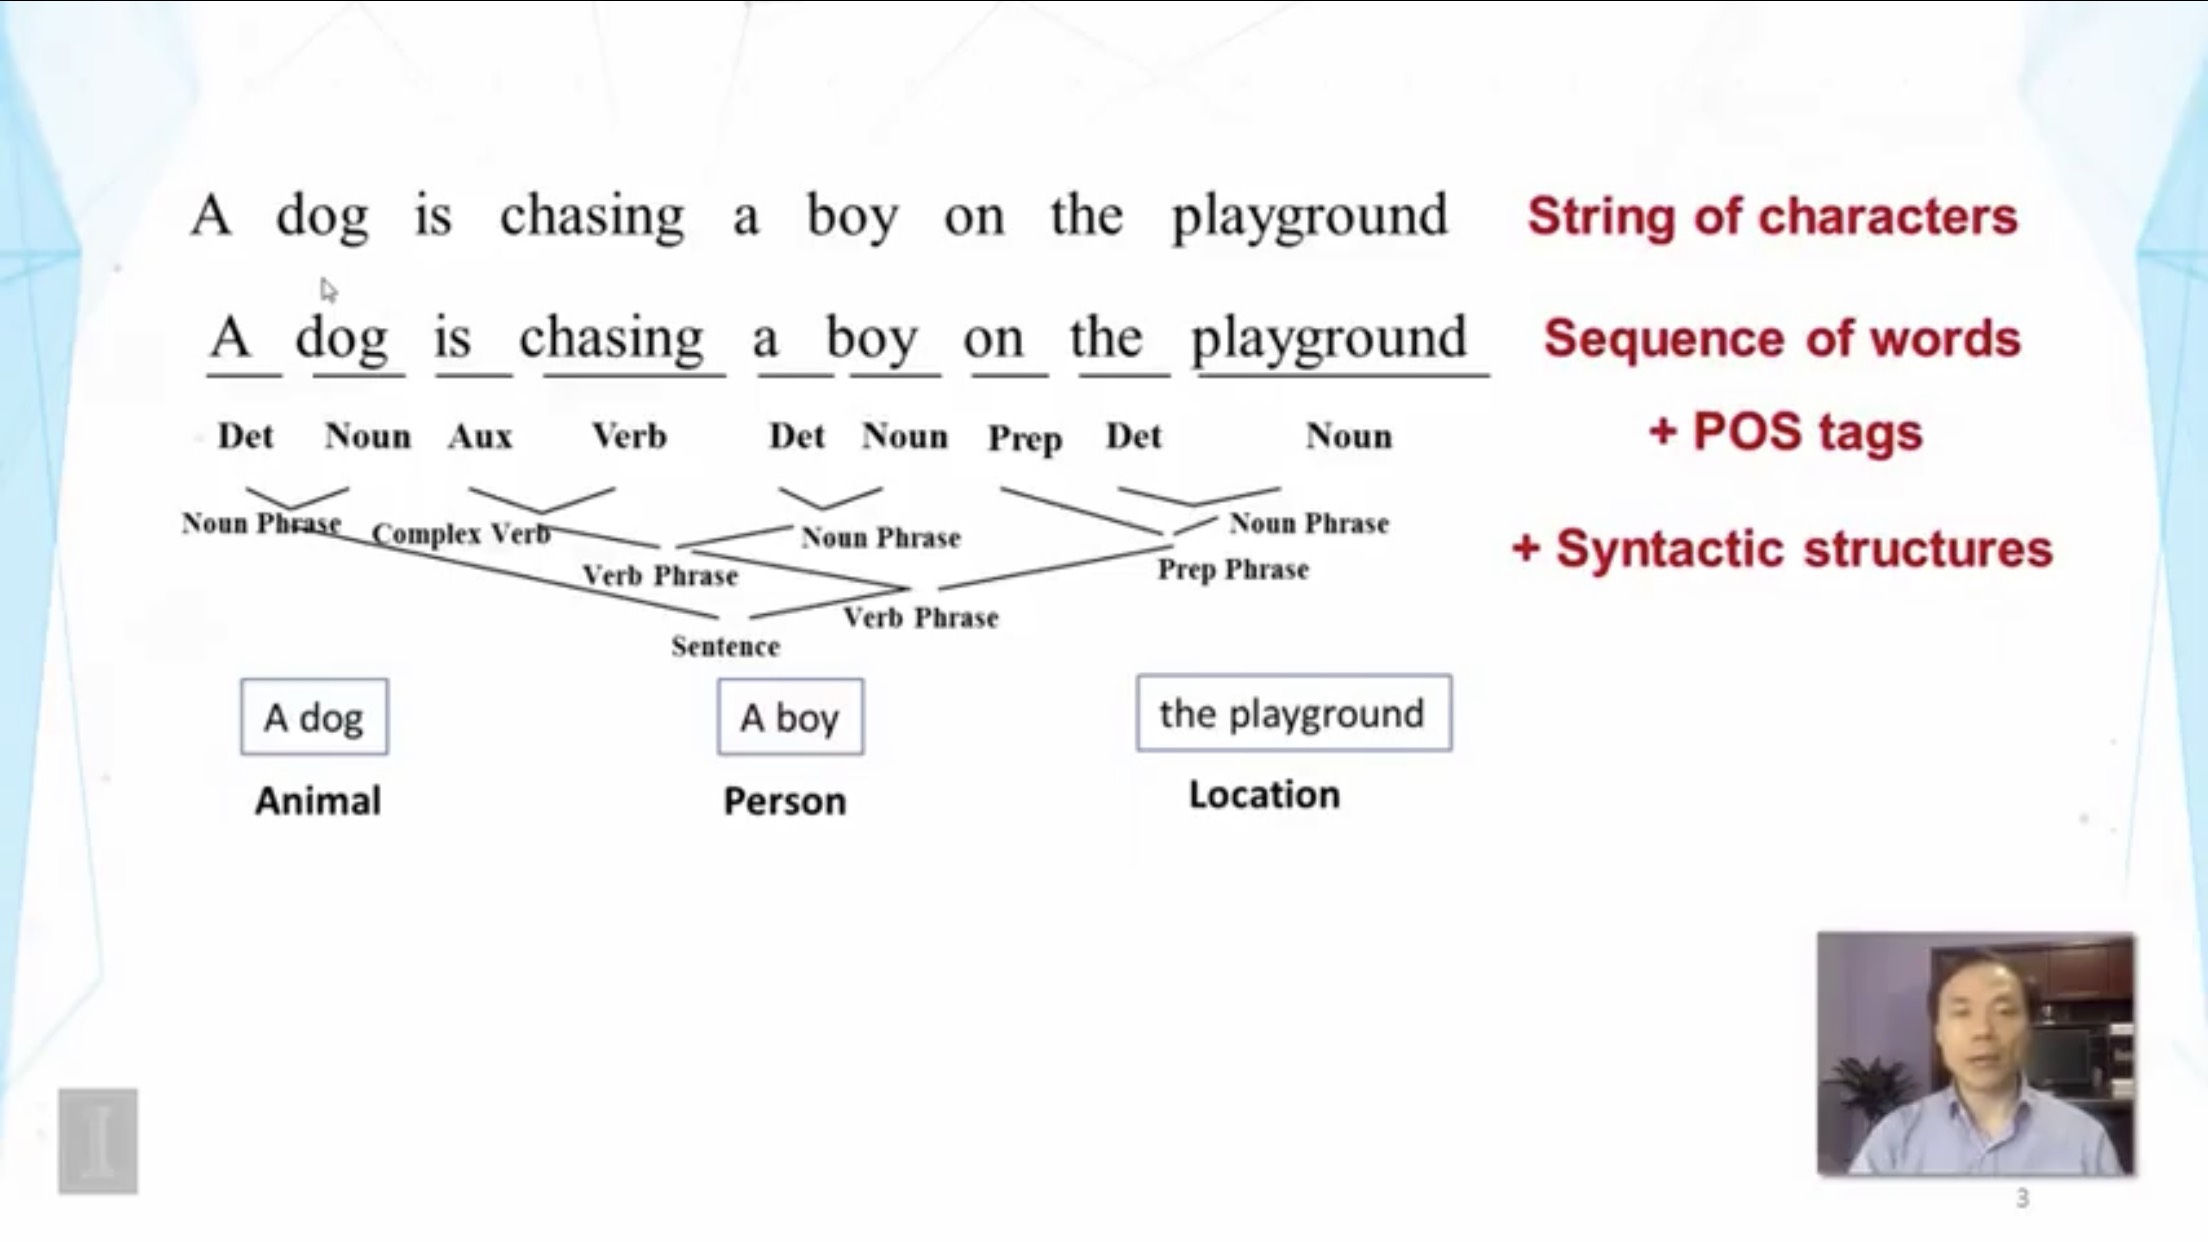 A dog is chasing a boy on the playground String of characters
A dog is chasing a boy on the playground Sequence of words
Det Noun Aux Verb Det Noun Prep Det Noun + POS tags
Noun Phrase Complex Verb Noun Phrase Noun Phrase + Syntactic structures
Verb Phrase Prep Phrase
Verb Phrase
Sentence
A dog A boy the playground
Animal Person Location
I
3